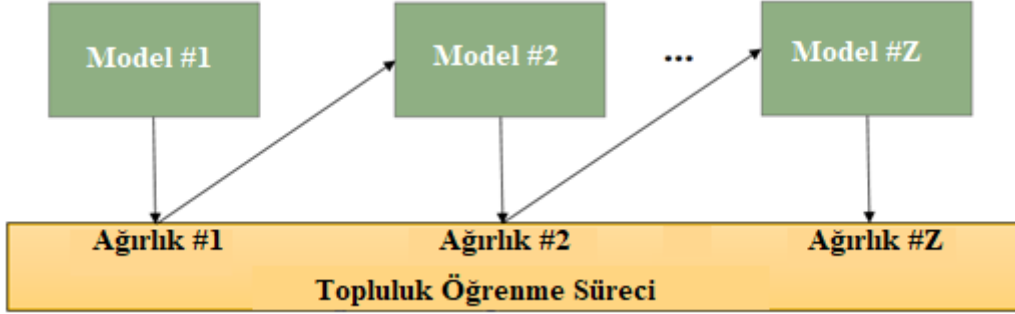 Model #1
Model #2
...
Model #Z
Ağırlık #1
Ağırlık #2
Ağırlık #Z
Topluluk Öğrenme Süreci